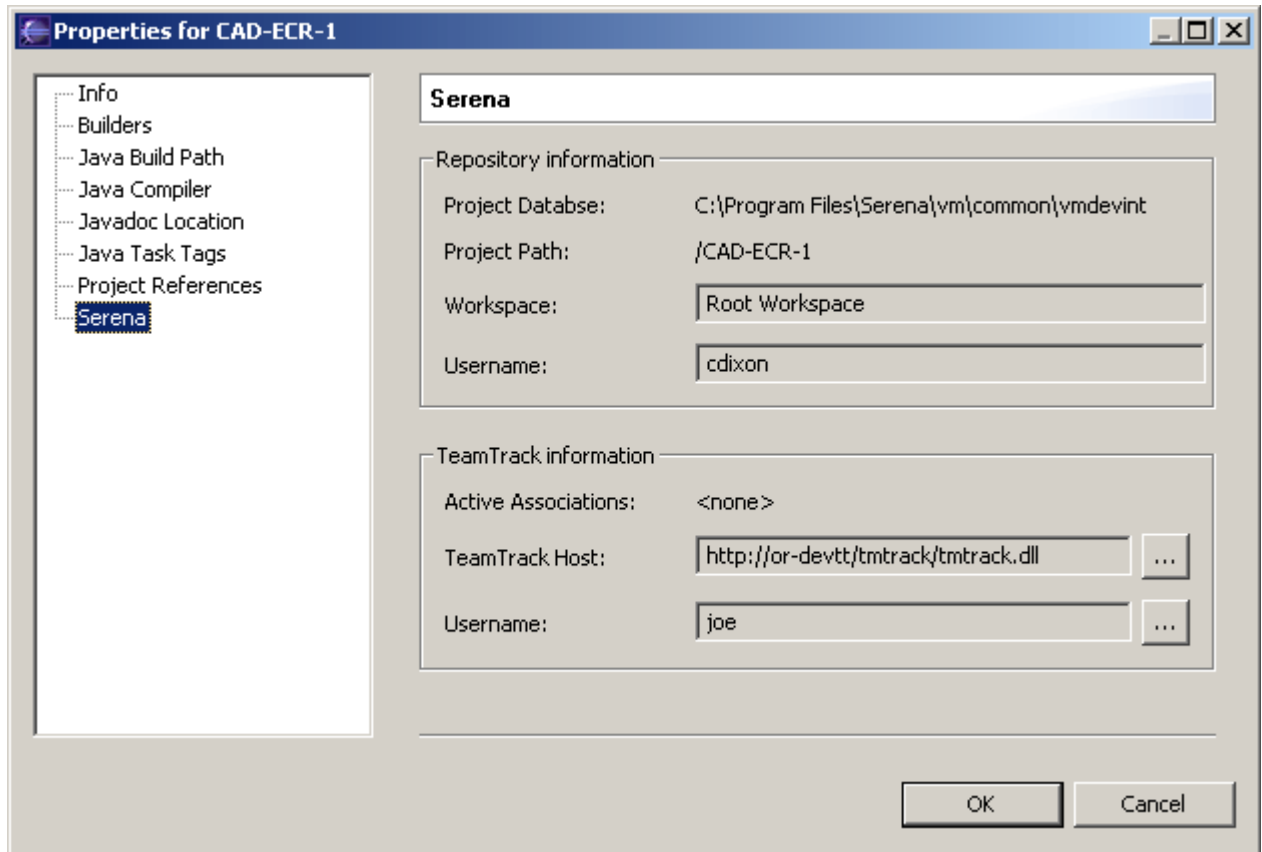 Properties for CAD-ECR-1
Info
Builders
Java Build Path
Java Compiler
Javadoc Location
Java Task Tags
Project References
Serena
Serena
Repository information
Project Databse: C:\Program Files\Serena\vm\common\vmdevint
Project Path: /CAD-ECR-1
Workspace: Root Workspace
Username: cdixon
TeamTrack information
Active Associations: <none>
TeamTrack Host: http://or-devtt/tmtrack/tmtrack.dll ...
Username: joe ...
OK Cancel